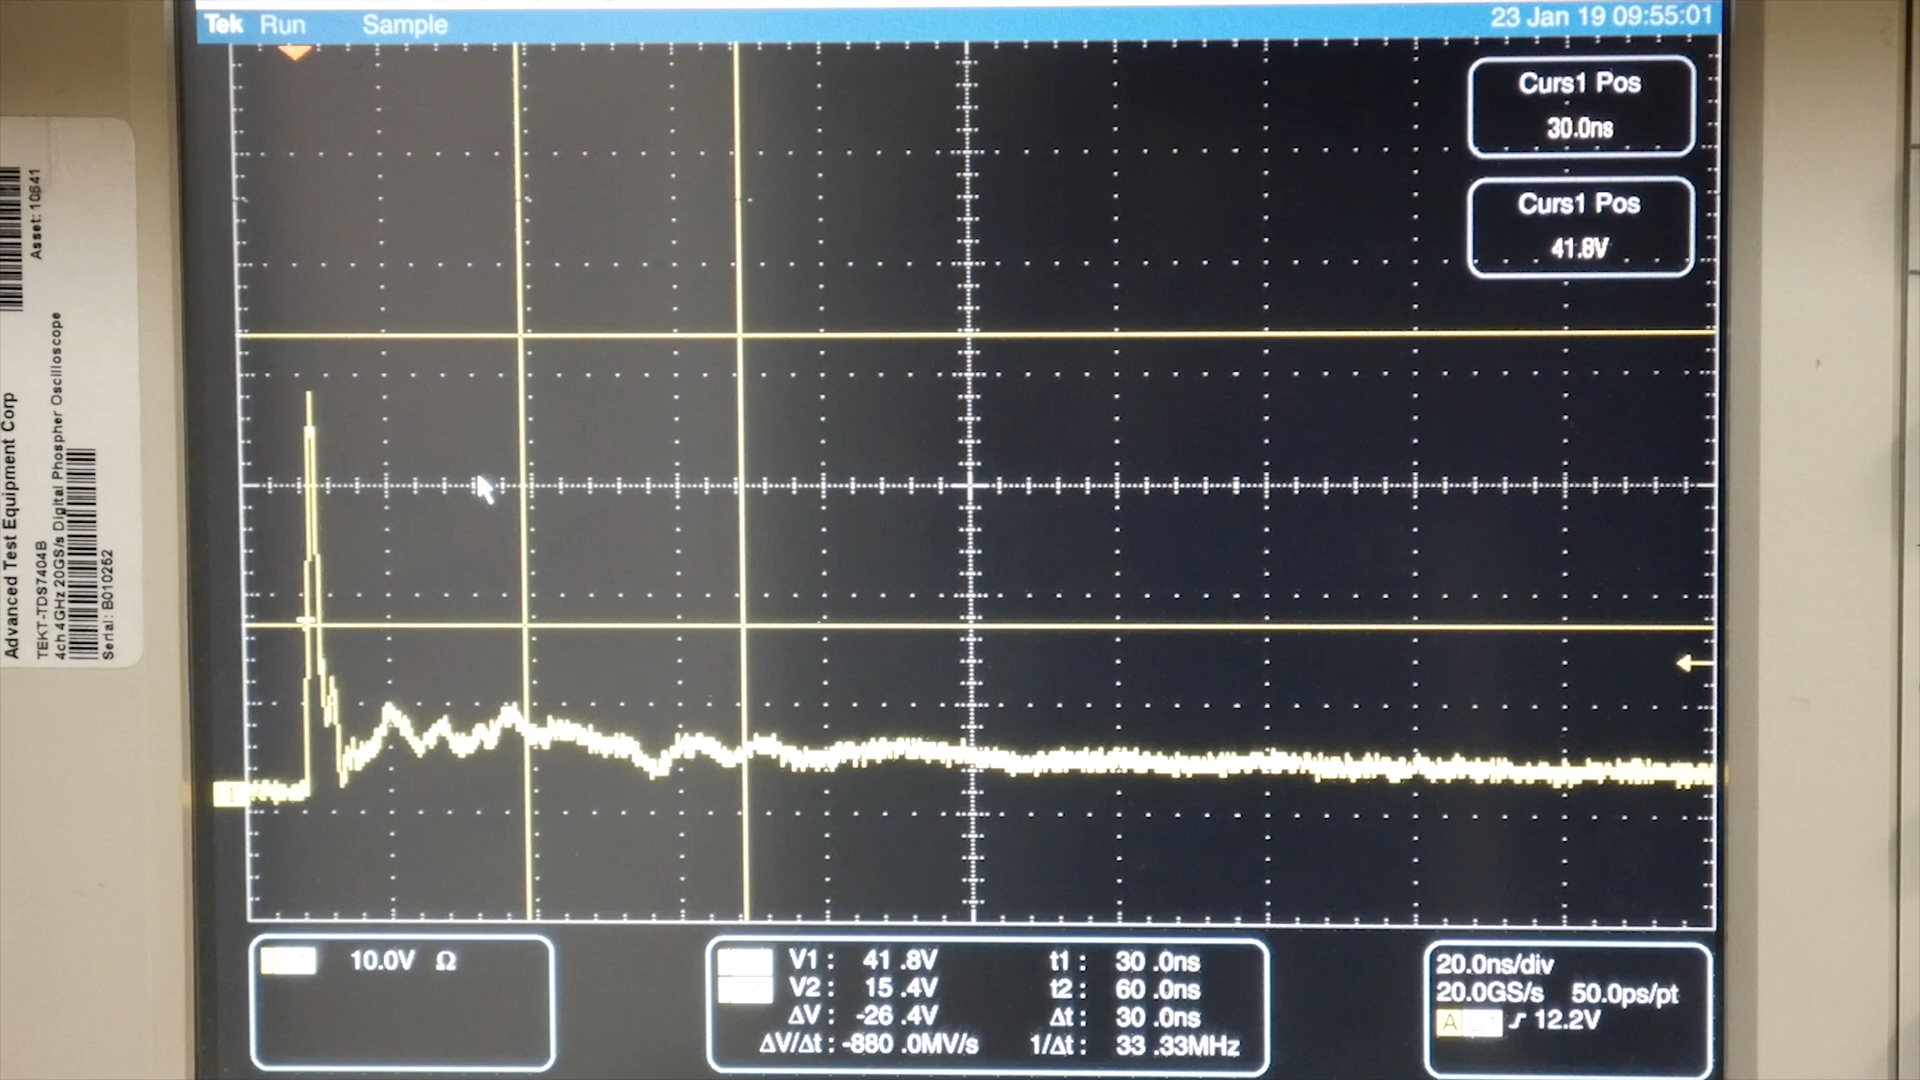 Tek Run Sample
23 Jan 19 09:55:01
Curs1 Pos
30.0ns
Curs1 Pos
41.8V
Asset: 10641
Advanced Test Equipment Corp
TEKT-TDS7404B
4ch 4GHz 20GS/s Digital Phospher Oscilloscope
Serial: B010252
10.0V Ω
V1 : 41 .8V t1 : 30 .0ns
V2 : 15 .4V t2 : 60 .0ns
ΔV : -26 .4V Δt : 30 .0ns
ΔV/Δt : -880 .0MV/s 1/Δt : 33 .33MHz
20.0ns/div
20.0GS/s 50.0ps/pt
A 12.2V